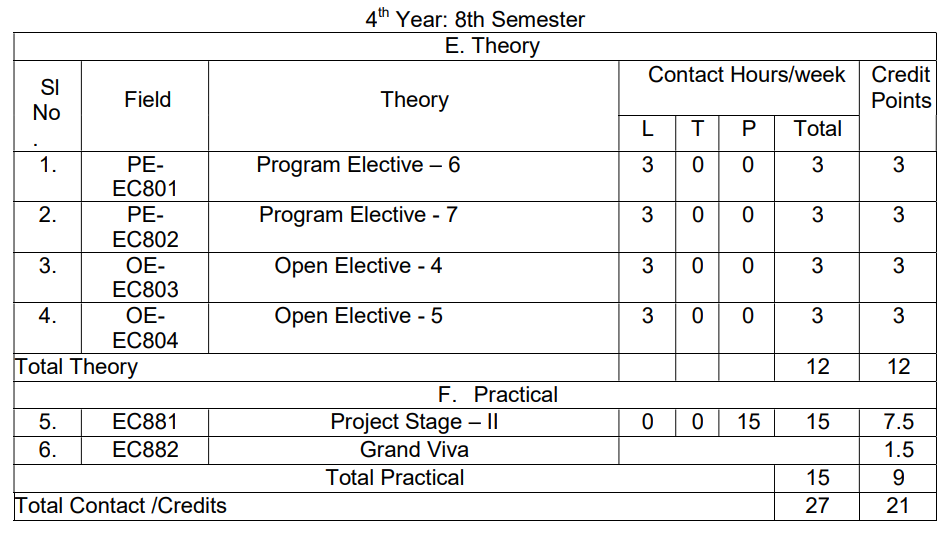 4th Year: 8th Semester
E. Theory
Sl No . Field Theory Contact Hours/week Credit Points
L T P Total
1. PE-EC801 Program Elective – 6 3 0 0 3 3
2. PE-EC802 Program Elective - 7 3 0 0 3 3
3. OE-EC803 Open Elective - 4 3 0 0 3 3
4. OE-EC804 Open Elective - 5 3 0 0 3 3
Total Theory 12 12
F. Practical
5. EC881 Project Stage – II 0 0 15 15 7.5
6. EC882 Grand Viva 1.5
Total Practical 15 9
Total Contact /Credits 27 21